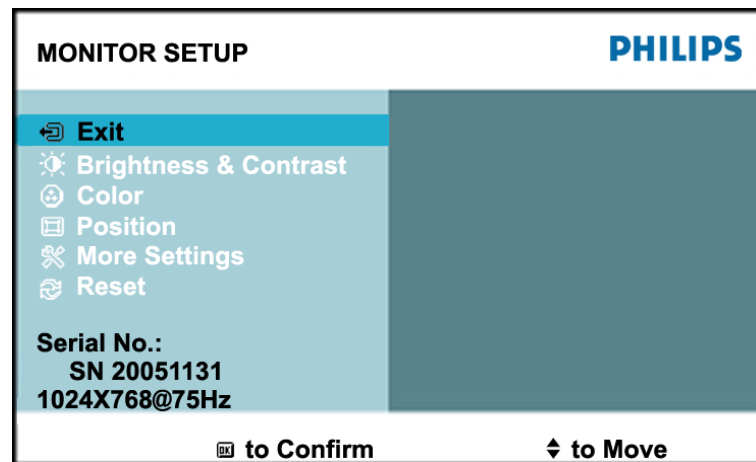 MONITOR SETUP
PHILIPS
Exit
Brightness & Contrast
Color
Position
More Settings
Reset
Serial No.:
SN 20051131
1024X768@75Hz
OK to Confirm
to Move